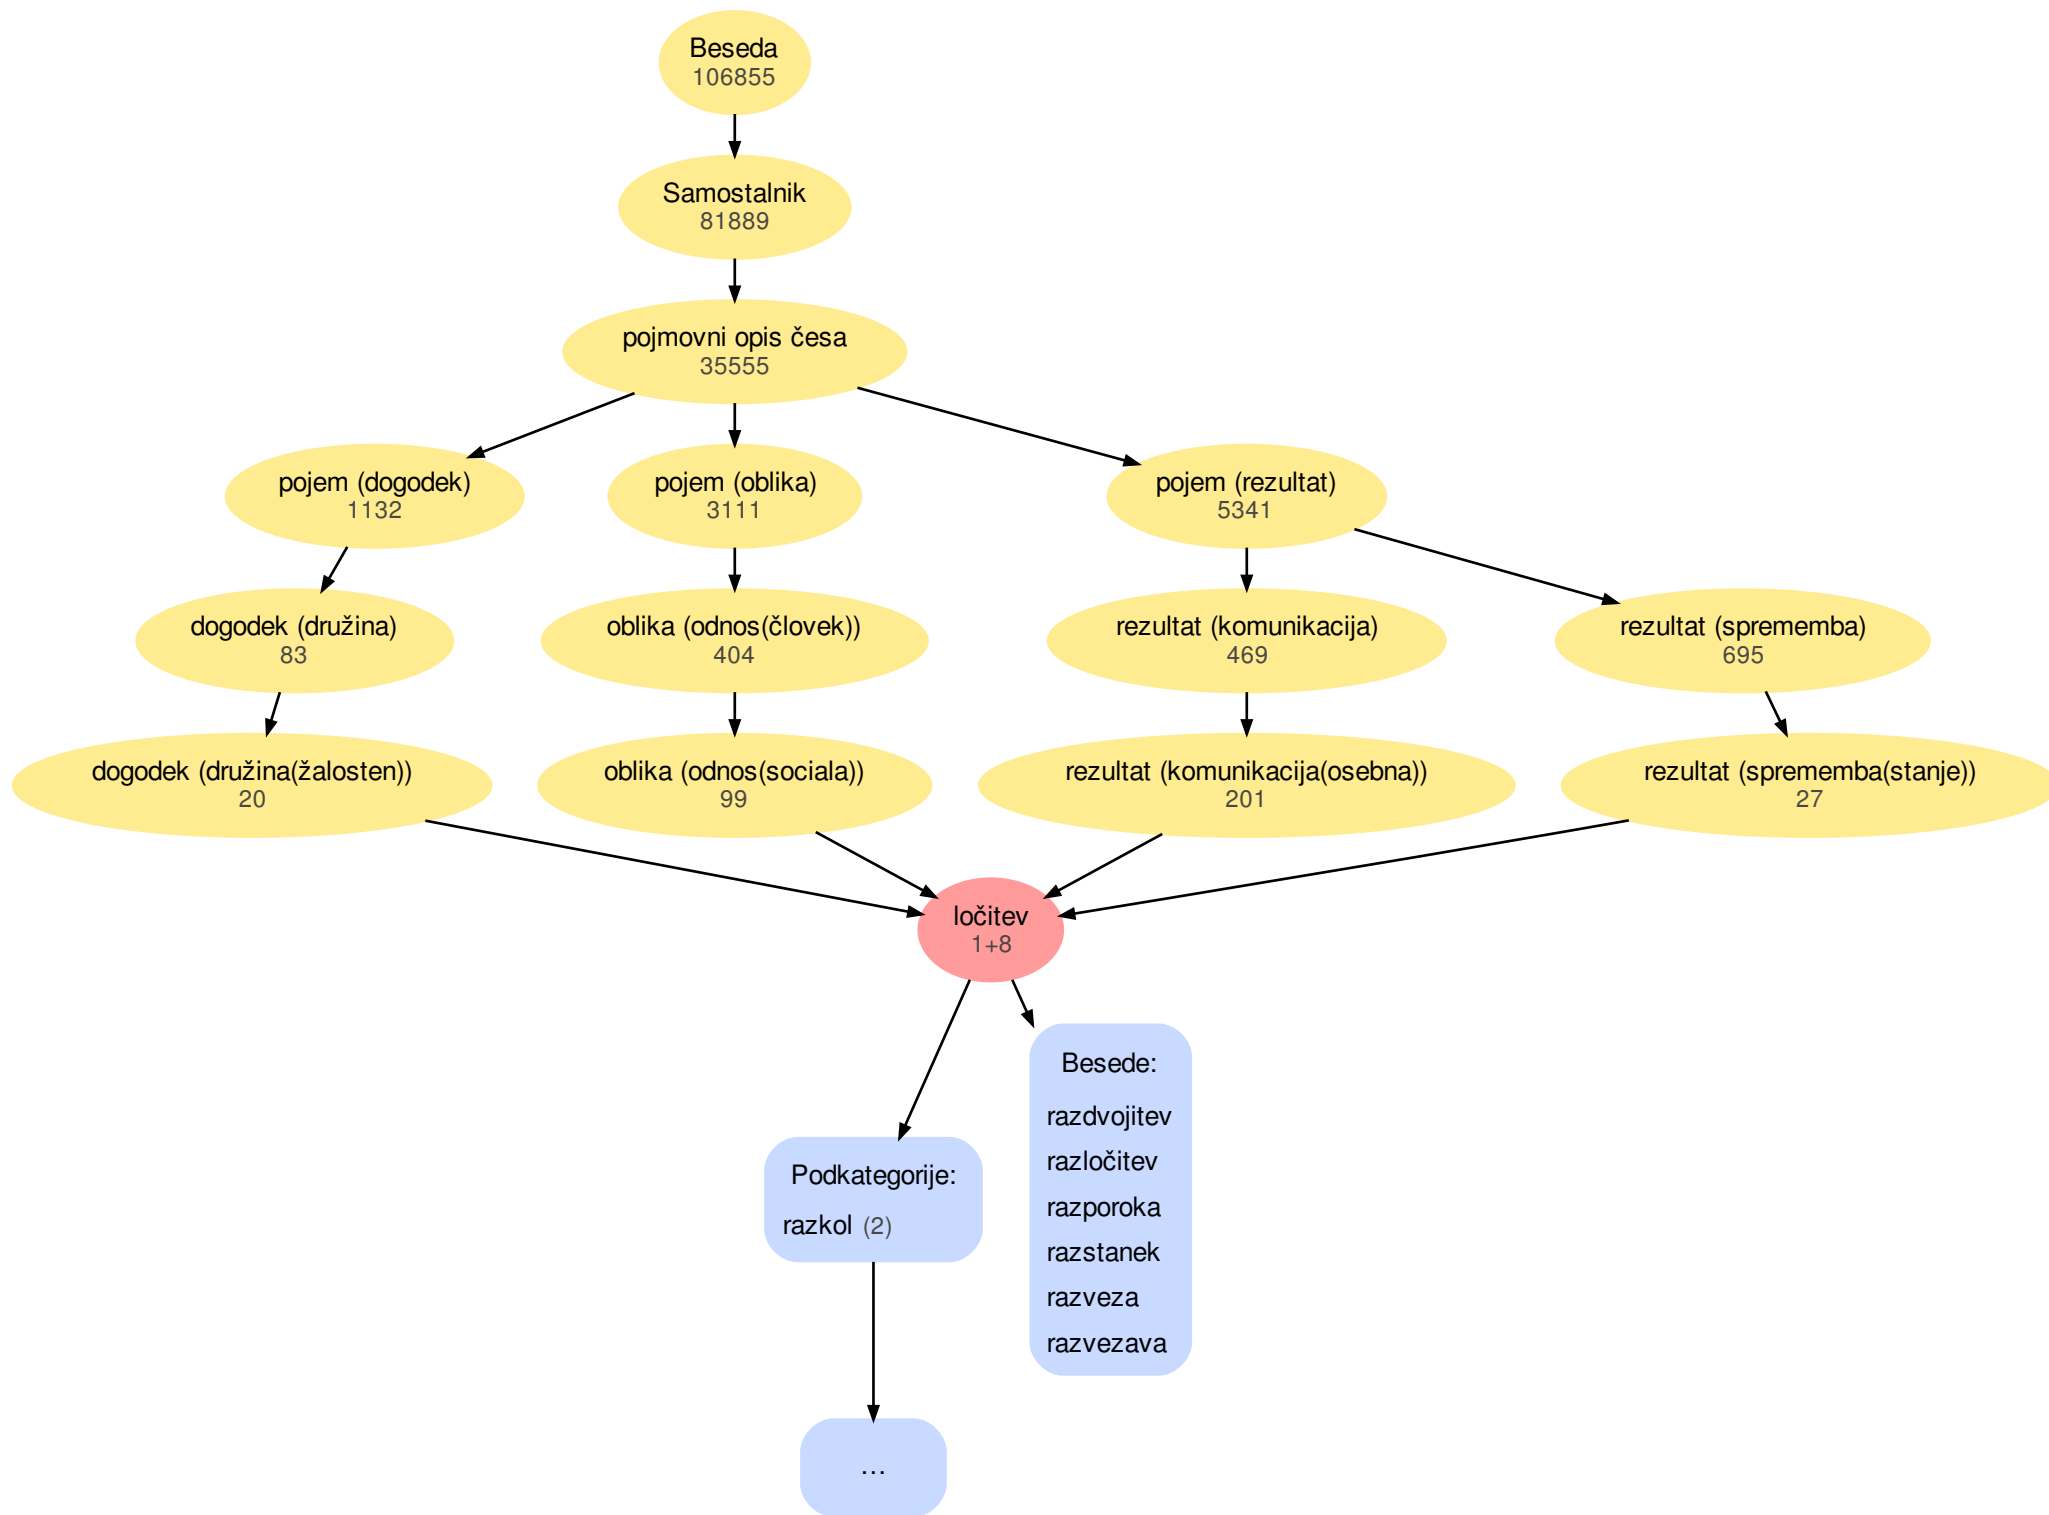 Beseda
106855
Samostalnik
81889
pojmovni opis česa
35555
pojem (dogodek)
1132
pojem (oblika)
3111
pojem (rezultat)
5341
dogodek (družina)
83
oblika (odnos(človek))
404
rezultat (komunikacija)
469
rezultat (sprememba)
695
dogodek (družina(žalosten))
20
oblika (odnos(sociala))
99
rezultat (komunikacija(osebna))
201
rezultat (sprememba(stanje))
27
ločitev
1+8
Besede:
razdvojitev
razločitev
razporoka
razstanek
razveza
razvezava
Podkategorije:
razkol (2)
...